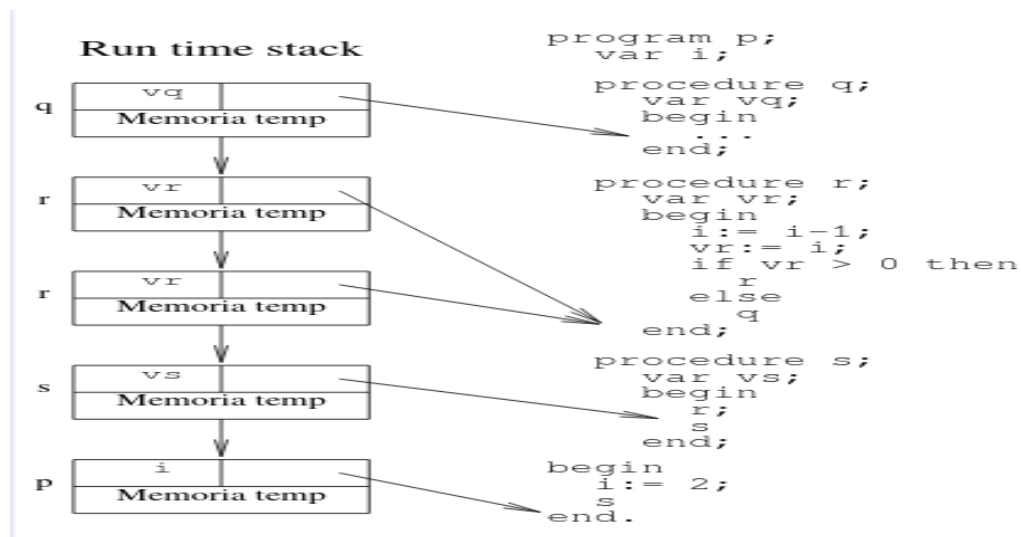 Run time stack
q
vq
Memoria temp
r
vr
Memoria temp
r
vr
Memoria temp
s
vs
Memoria temp
p
i
Memoria temp
program p;
var i;
procedure q;
var vq;
begin
...
end;
procedure r;
var vr;
begin
i:= i-1;
vr:= i;
if vr > 0 then
r
else
q
end;
procedure s;
var vs;
begin
r;
s
end;
begin
i:= 2;
s
end.